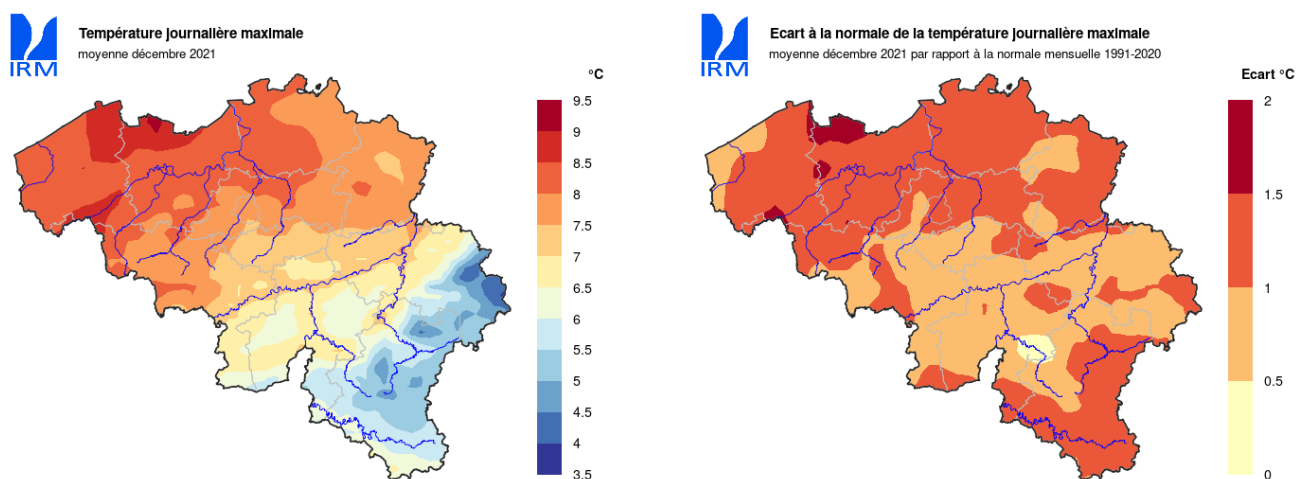 IRM
Température journalière maximale
moyenne décembre 2021
°C
9.5
9
8.5
8
7.5
7
6.5
6
5.5
5
4.5
4
3.5
IRM
Ecart à la normale de la température journalière maximale
moyenne décembre 2021 par rapport à la normale mensuelle 1991-2020
Ecart °C
2
1.5
1
0.5
0